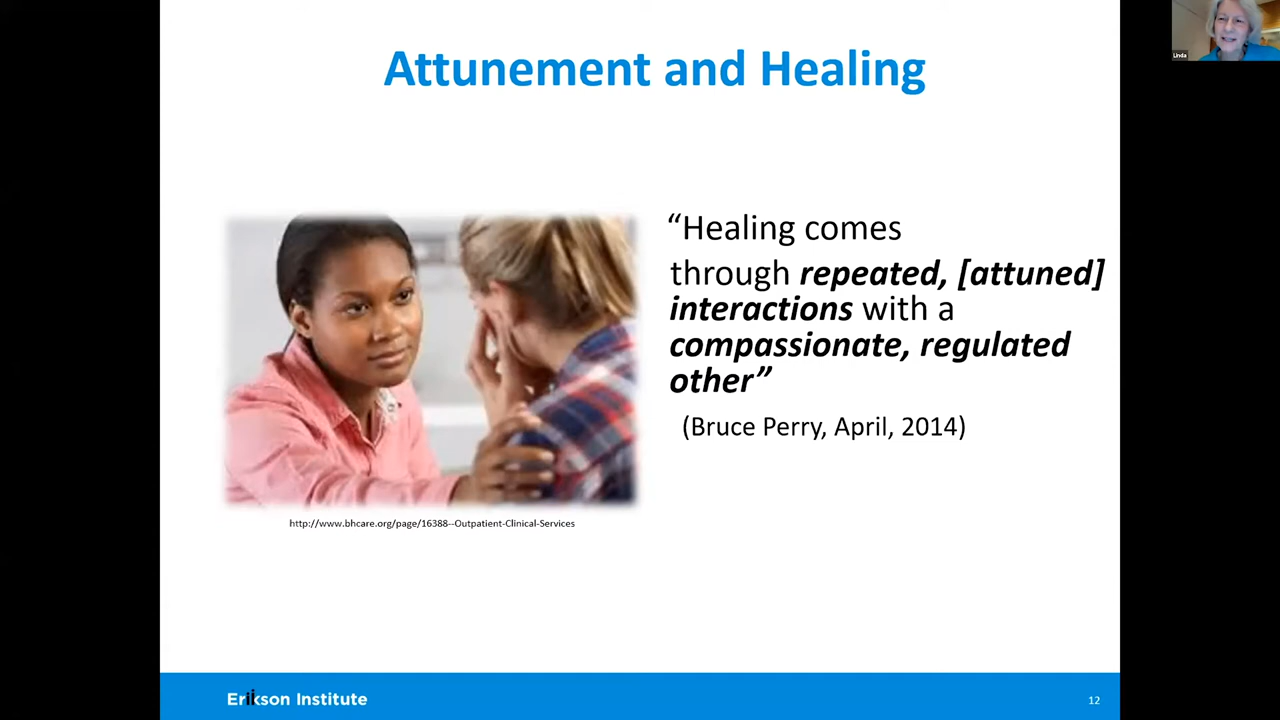 Linda
Attunement and Healing
“Healing comes
through repeated, [attuned]
interactions with a
compassionate, regulated
other”
(Bruce Perry, April, 2014)
http://www.bhcare.org/page/16388--Outpatient-Clinical-Services
Erikson Institute
12